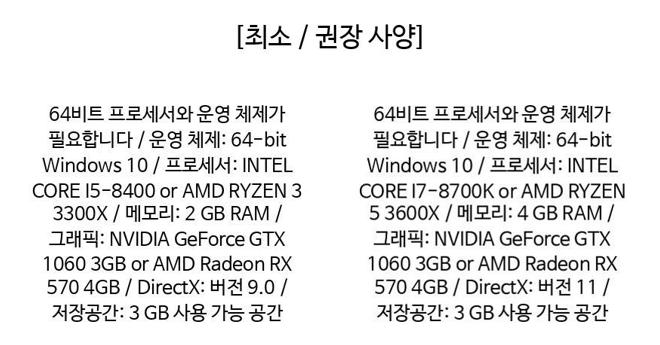 [최소 / 권장 사양]
64비트 프로세서와 운영 체제가
필요합니다 / 운영 체제: 64-bit
Windows 10 / 프로세서: INTEL
CORE I5-8400 or AMD RYZEN 3
3300X / 메모리: 2 GB RAM /
그래픽: NVIDIA GeForce GTX
1060 3GB or AMD Radeon RX
570 4GB / DirectX: 버전 9.0 /
저장공간: 3 GB 사용 가능 공간
64비트 프로세서와 운영 체제가
필요합니다 / 운영 체제: 64-bit
Windows 10 / 프로세서: INTEL
CORE I7-8700K or AMD RYZEN
5 3600X / 메모리: 4 GB RAM /
그래픽: NVIDIA GeForce GTX
1060 3GB or AMD Radeon RX
570 4GB / DirectX: 버전 11 /
저장공간: 3 GB 사용 가능 공간